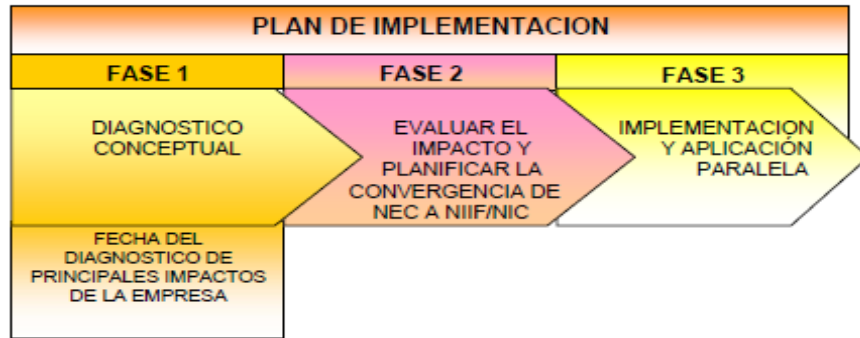 PLAN DE IMPLEMENTACION
FASE 1
FASE 2
FASE 3
DIAGNOSTICO
CONCEPTUAL
EVALUAR EL
IMPACTO Y
PLANIFICAR LA
CONVERGENCIA DE
NEC A NIIF/NIC
IMPLEMENTACION
Y APLICACIÓN
PARALELA
FECHA DEL
DIAGNOSTICO DE
PRINCIPALES IMPACTOS
DE LA EMPRESA